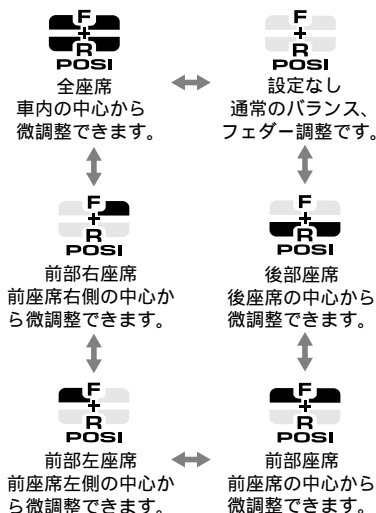 F
+
R
POSI
全座席
車内の中心から
微調整できます。
F
+
R
POSI
設定なし
通常のバランス、
フェダー調整です。
F
+
R
POSI
前部右座席
前座席右側の中心か
ら微調整できます。
F
+
R
POSI
後部座席
後座席の中心から
微調整できます。
F
+
R
POSI
前部左座席
前座席左側の中心か
ら微調整できます。
F
+
R
POSI
前部座席
前座席の中心から
微調整できます。